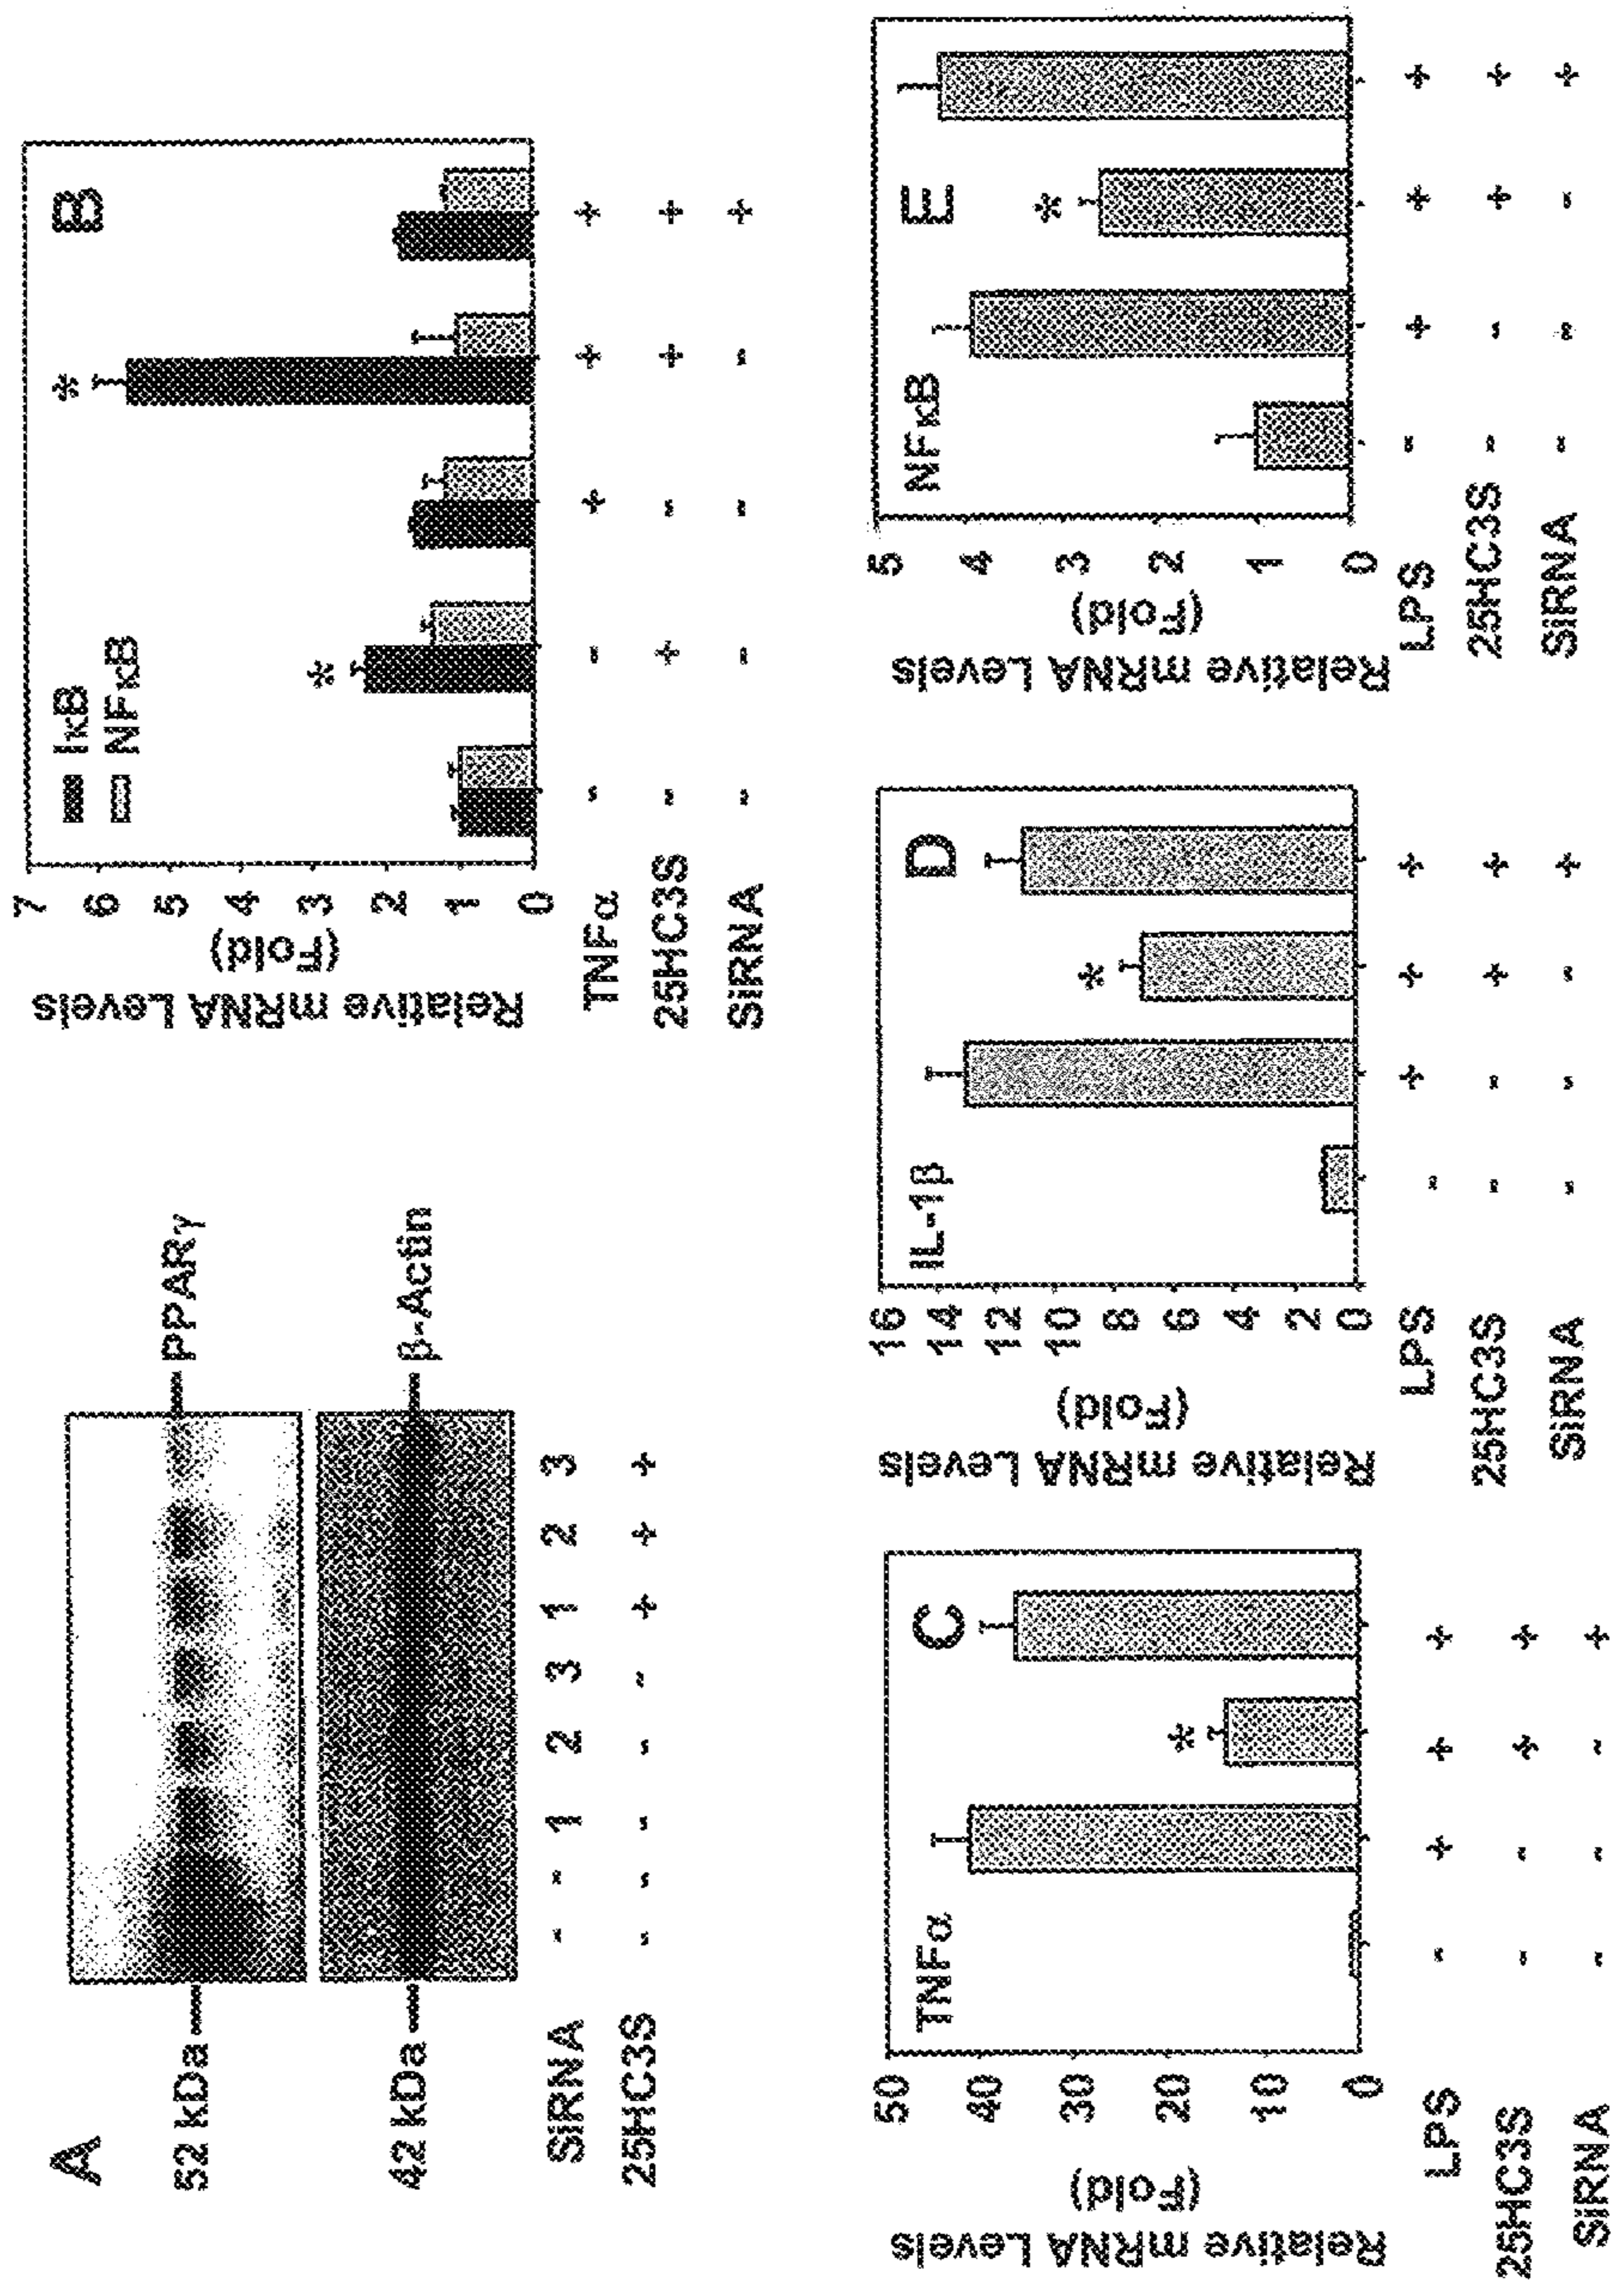 A
52 kDa
PPARγ
42 kDa
β-Actin
SiRNA - - 1 2 3 1 2 3
25HC3S - - - - - + + +
B
IκB
NFκB
Relative mRNA Levels
(Fold)
7
6
5
4
3
2
1
0
*
*
TNFα - - + + +
25HC3S - + - + +
SiRNA - - - - +
C
TNFα
Relative mRNA Levels
(Fold)
50
40
30
20
10
0
*
LPS - + + +
25HC3S - - + +
SiRNA - - - +
D
IL-1β
Relative mRNA Levels
(Fold)
16
14
12
10
8
6
4
2
0
*
LPS - + + +
25HC3S - - + +
SiRNA - - - +
E
NFκB
Relative mRNA Levels
(Fold)
5
4
3
2
1
0
*
LPS - + + +
25HC3S - - + +
SiRNA - - - +